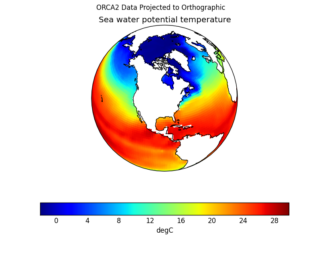 ORCA2 Data Projected to Orthographic
Sea water potential temperature
0 4 8 12 16 20 24 28
degC